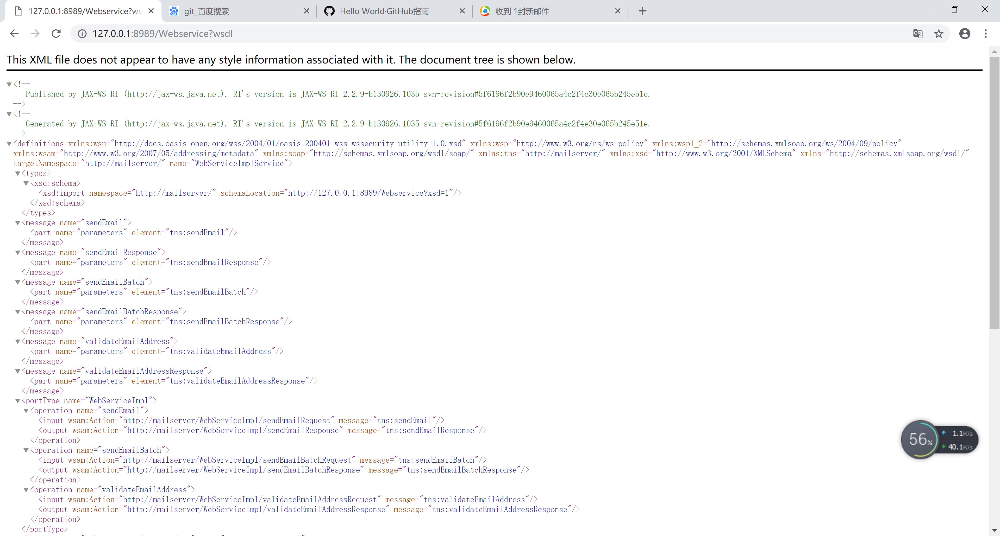 127.0.0.1:8989/Webservice?ws
git_百度搜索
Hello World·GitHub指南
收到 1封新邮件
127.0.0.1:8989/Webservice?wsdl
This XML file does not appear to have any style information associated with it. The document tree is shown below.
▼<!--
Published by JAX-WS RI (http://jax-ws.java.net). RI's version is JAX-WS RI 2.2.9-b130926.1035 svn-revision#5f6196f2b90e9460065a4c2f4e30e065b245e51e.
-->
▼<!--
Generated by JAX-WS RI (http://jax-ws.java.net). RI's version is JAX-WS RI 2.2.9-b130926.1035 svn-revision#5f6196f2b90e9460065a4c2f4e30e065b245e51e.
-->
▼<definitions xmlns:wsu="http://docs.oasis-open.org/wss/2004/01/oasis-200401-wss-wssecurity-utility-1.0.xsd" xmlns:wsp="http://www.w3.org/ns/ws-policy" xmlns:wsp1_2="http://schemas.xmlsoap.org/ws/2004/09/policy"
xmlns:wsam="http://www.w3.org/2007/05/addressing/metadata" xmlns:soap="http://schemas.xmlsoap.org/wsdl/soap/" xmlns:tns="http://mailserver/" xmlns:xsd="http://www.w3.org/2001/XMLSchema" xmlns="http://schemas.xmlsoap.org/wsdl/"
targetNamespace="http://mailserver/" name="WebServiceImplService">
▼<types>
▼<xsd:schema>
<xsd:import namespace="http://mailserver/" schemaLocation="http://127.0.0.1:8989/Webservice?xsd=1"/>
</xsd:schema>
</types>
▼<message name="sendEmail">
<part name="parameters" element="tns:sendEmail"/>
</message>
▼<message name="sendEmailResponse">
<part name="parameters" element="tns:sendEmailResponse"/>
</message>
▼<message name="sendEmailBatch">
<part name="parameters" element="tns:sendEmailBatch"/>
</message>
▼<message name="sendEmailBatchResponse">
<part name="parameters" element="tns:sendEmailBatchResponse"/>
</message>
▼<message name="validateEmailAddress">
<part name="parameters" element="tns:validateEmailAddress"/>
</message>
▼<message name="validateEmailAddressResponse">
<part name="parameters" element="tns:validateEmailAddressResponse"/>
</message>
▼<portType name="WebServiceImpl">
▼<operation name="sendEmail">
<input wsam:Action="http://mailserver/WebServiceImpl/sendEmailRequest" message="tns:sendEmail"/>
<output wsam:Action="http://mailserver/WebServiceImpl/sendEmailResponse" message="tns:sendEmailResponse"/>
</operation>
▼<operation name="sendEmailBatch">
<input wsam:Action="http://mailserver/WebServiceImpl/sendEmailBatchRequest" message="tns:sendEmailBatch"/>
<output wsam:Action="http://mailserver/WebServiceImpl/sendEmailBatchResponse" message="tns:sendEmailBatchResponse"/>
</operation>
▼<operation name="validateEmailAddress">
<input wsam:Action="http://mailserver/WebServiceImpl/validateEmailAddressRequest" message="tns:validateEmailAddress"/>
<output wsam:Action="http://mailserver/WebServiceImpl/validateEmailAddressResponse" message="tns:validateEmailAddressResponse"/>
</operation>
</portType>
56%
1.1K/s
40.1K/s